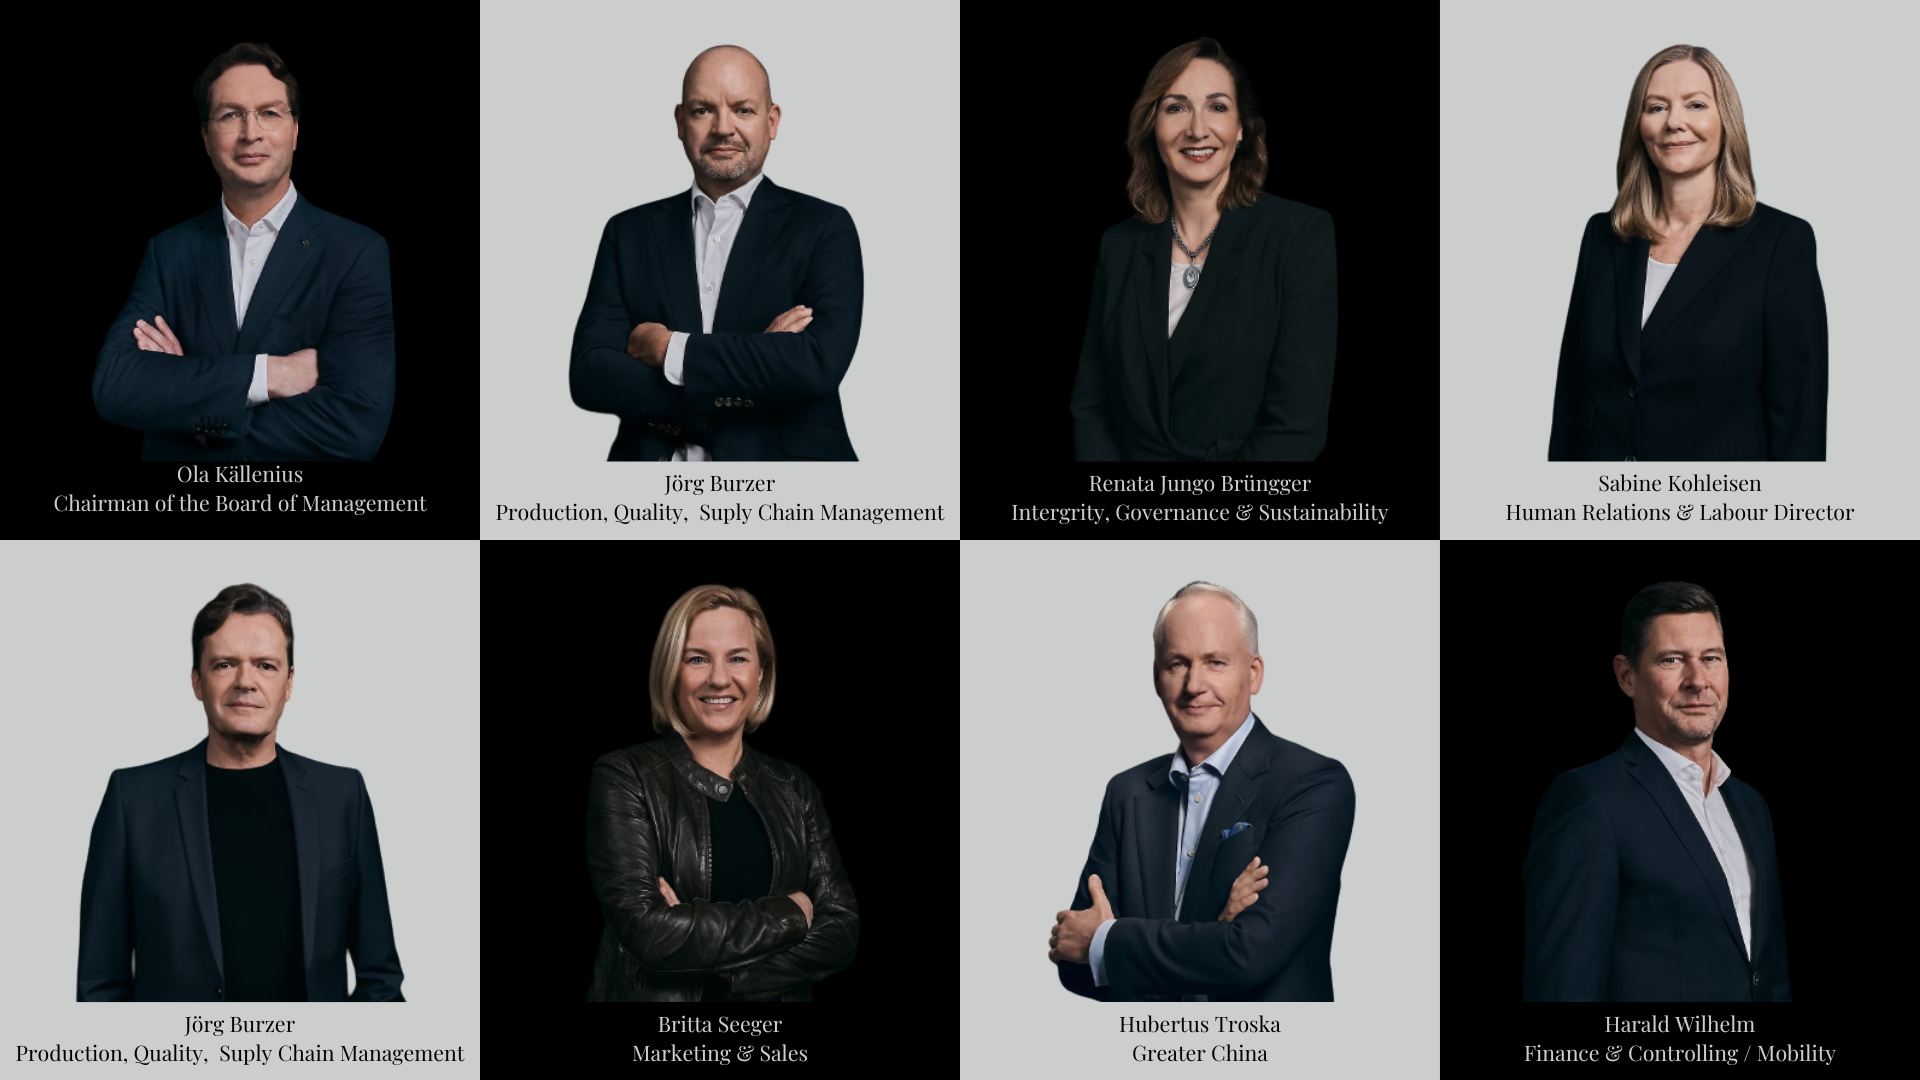 Ola Källenius
Chairman of the Board of Management
Jörg Burzer
Production, Quality,  Suply Chain Management
Renata Jungo Brüngger
Intergrity, Governance & Sustainability
Sabine Kohleisen
Human Relations & Labour Director
Jörg Burzer
Production, Quality,  Suply Chain Management
Britta Seeger
Marketing & Sales
Hubertus Troska
Greater China
Harald Wilhelm
Finance & Controlling / Mobility